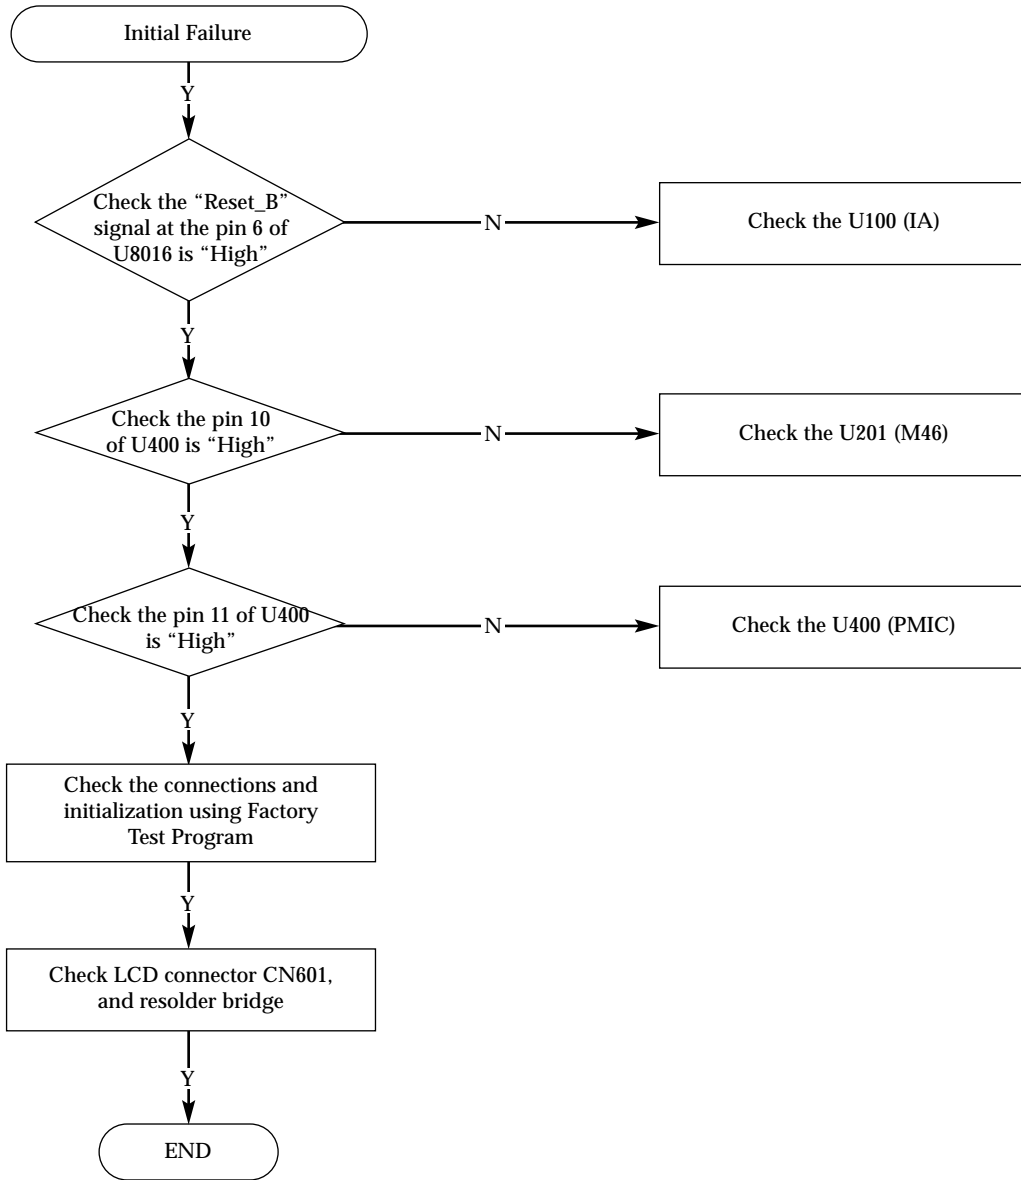 Initial Failure
Y
Check the “Reset_B”
signal at the pin 6 of
U8016 is “High”
N
Check the U100 (IA)
Y
Check the pin 10
of U400 is “High”
N
Check the U201 (M46)
Y
Check the pin 11 of U400
is “High”
N
Check the U400 (PMIC)
Y
Check the connections and
initialization using Factory
Test Program
Y
Check LCD connector CN601,
and resolder bridge
Y
END